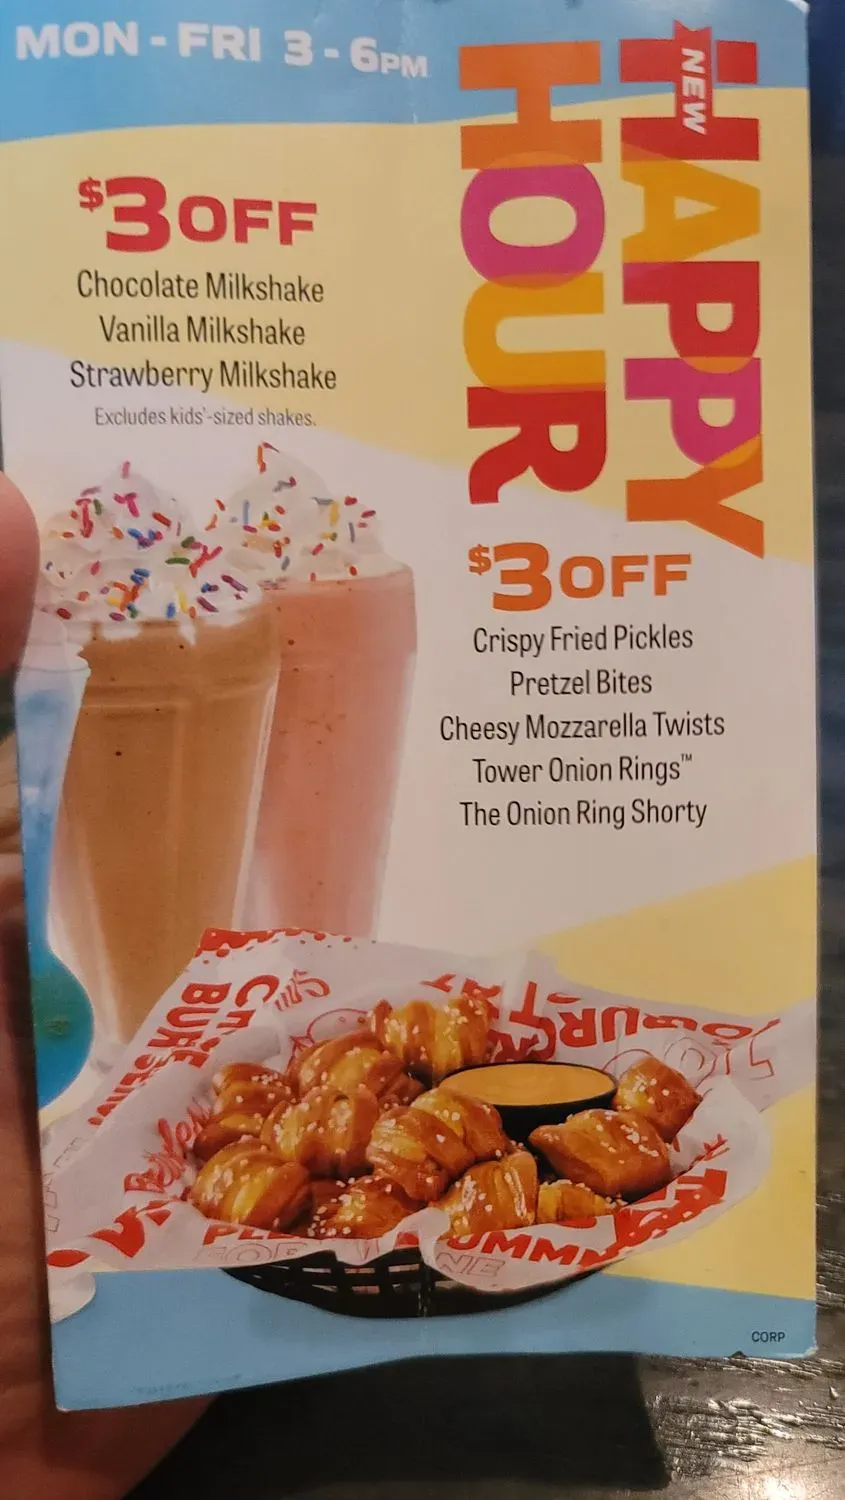 MON - FRI 3 - 6PM
NEW
HAPPY
HOUR
$3 OFF
Chocolate Milkshake
Vanilla Milkshake
Strawberry Milkshake
Excludes kids'-sized shakes.
$3 OFF
Crispy Fried Pickles
Pretzel Bites
Cheesy Mozzarella Twists
Tower Onion Rings™
The Onion Ring Shorty
CORP